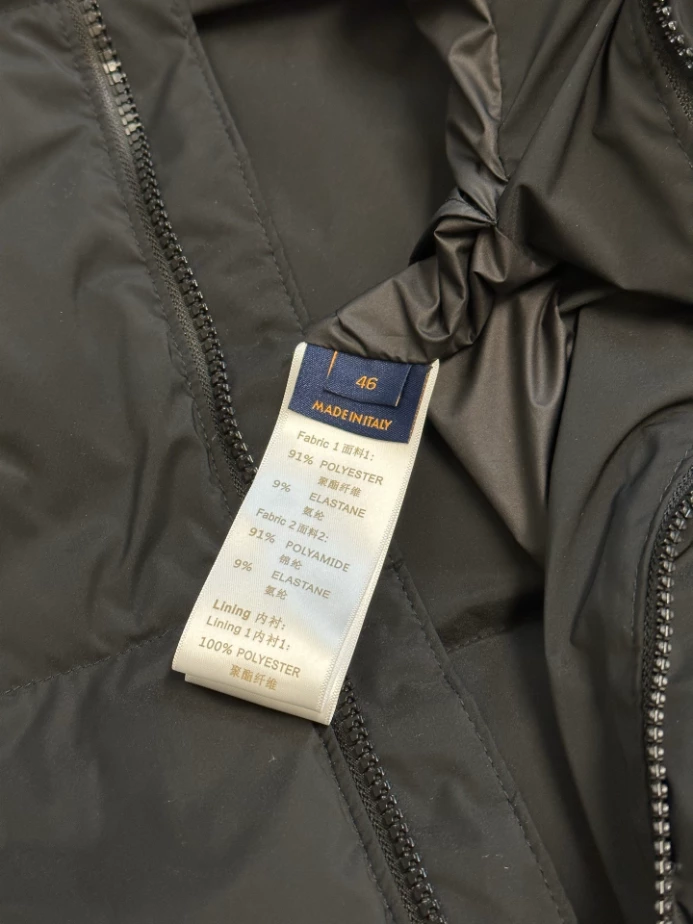 46
MADE IN ITALY
Fabric 1 面料1:
91% POLYESTER
聚酯纤维
9% ELASTANE
氨纶
Fabric 2 面料2:
91% POLYAMIDE
锦纶
9% ELASTANE
氨纶
Lining 内衬:
Lining 1 内衬1:
100% POLYESTER
聚酯纤维